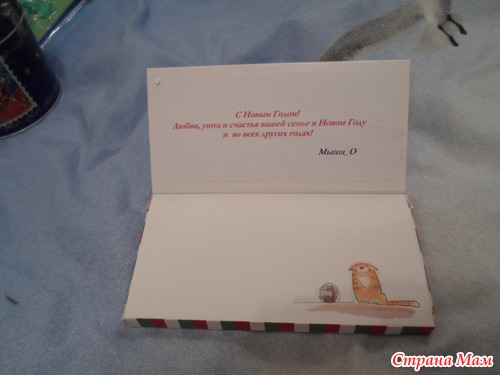 С Новым Годом!
Любви, уюта и счастья вашей семье в Новом Году
и во всех других годах!
Мыша_О
Страна Мам